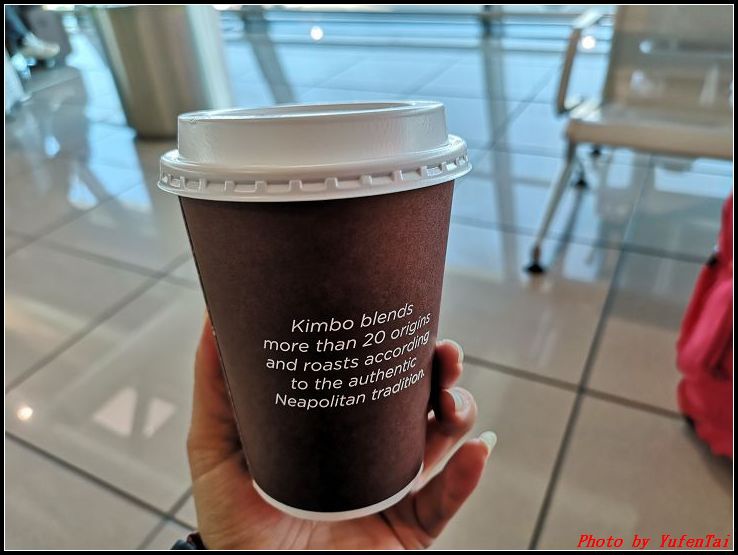 Kimbo blends
more than 20 origins
and roasts according
to the authentic
Neapolitan tradition.
Photo by YufenTai